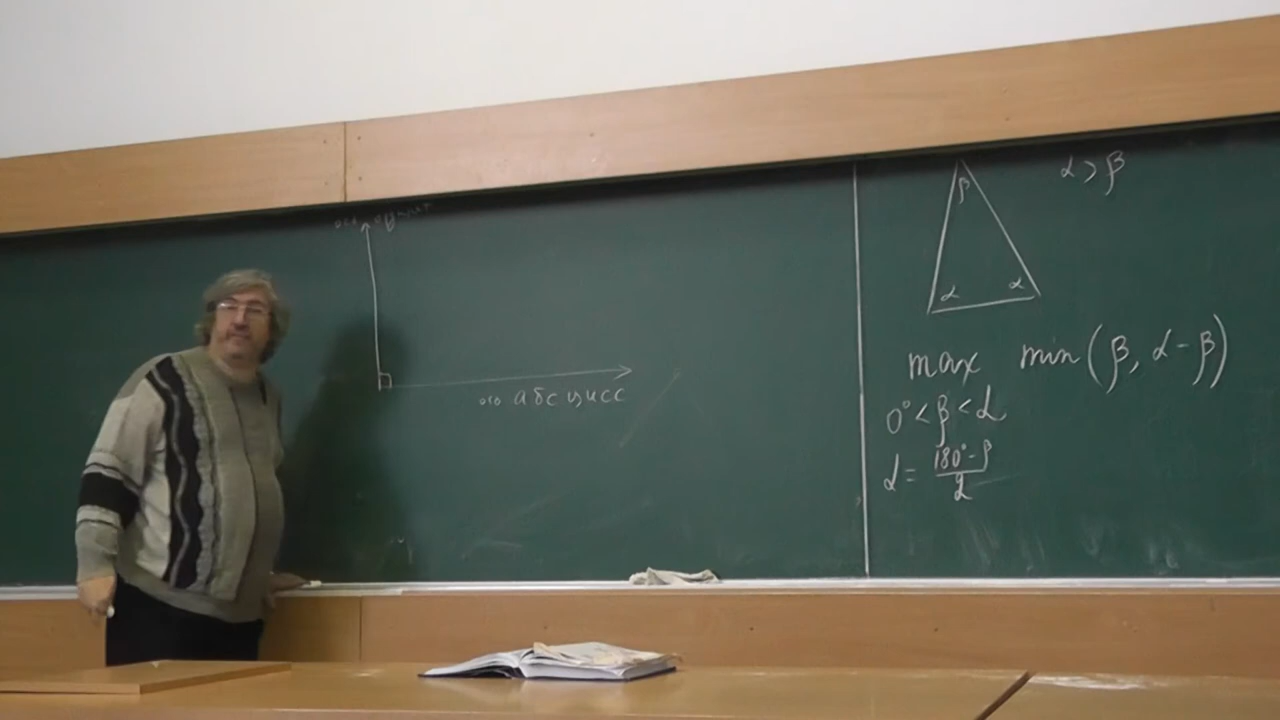 ось ординат
ось абсцисс
β
α > β
α α
max min(β, α - β)
0° < β < α
α = (180° - β) / 2